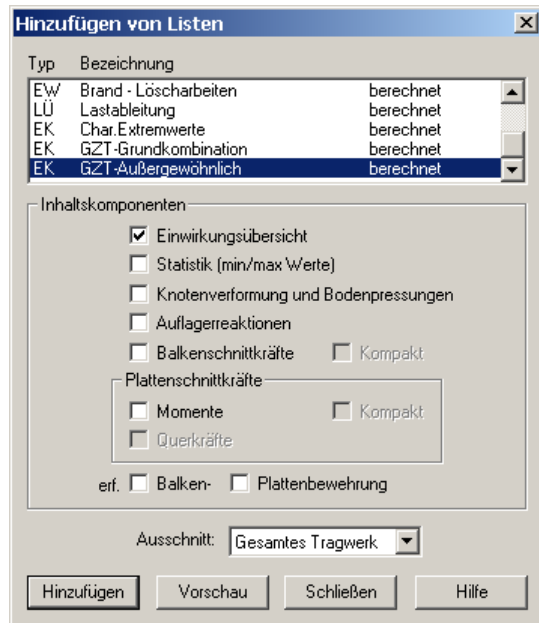 Hinzufügen von Listen
Typ Bezeichnung
EW Brand - Löscharbeiten berechnet
LÜ Lastableitung berechnet
EK Char.Extremwerte berechnet
EK GZT-Grundkombination berechnet
EK GZT-Außergewöhnlich berechnet
Inhaltskomponenten
Einwirkungsübersicht
Statistik (min/max Werte)
Knotenverformung und Bodenpressungen
Auflagerreaktionen
Balkenschnittkräfte Kompakt
Plattenschnittkräfte
Momente Kompakt
Querkräfte
erf. Balken- Plattenbewehrung
Ausschnitt: Gesamtes Tragwerk
Hinzufügen Vorschau Schließen Hilfe